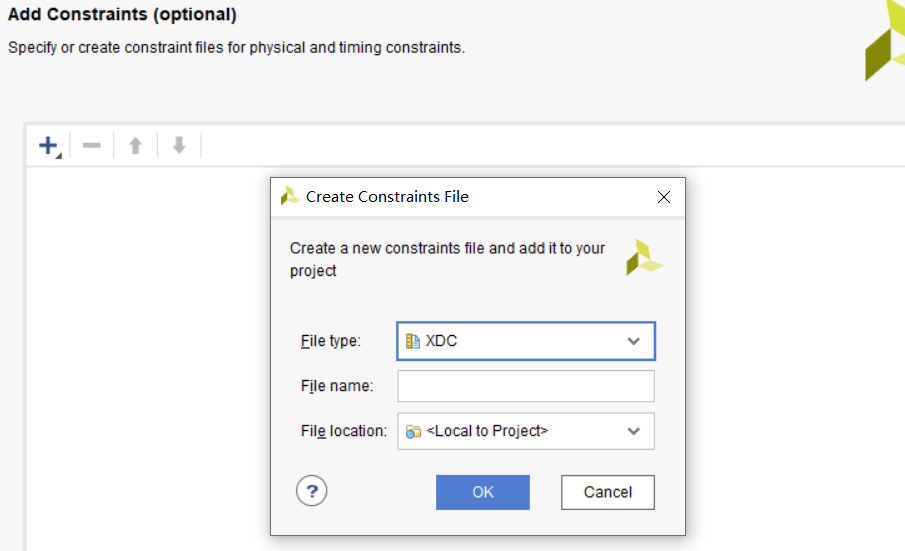 Add Constraints (optional)
Specify or create constraint files for physical and timing constraints.
Create Constraints File
Create a new constraints file and add it to your
project
File type: XDC
File name:
File location: <Local to Project>
? OK Cancel